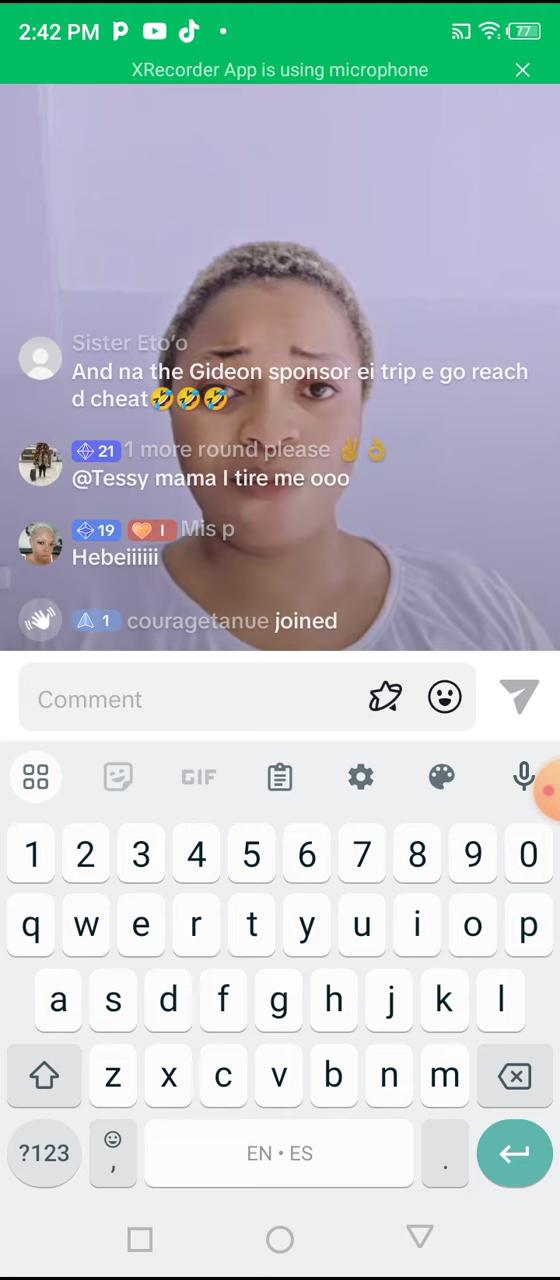 2:42 PM
77
XRecorder App is using microphone
Sister Eto'o
And na the Gideon sponsor ei trip e go reach
d cheat🤣🤣🤣
21 1 more round please ✌️👌
@Tessy mama I tire me ooo
19 I Mis p
Hebeiiiiii
1 couragetanue joined
Comment
GIF
1 2 3 4 5 6 7 8 9 0
q w e r t y u i o p
a s d f g h j k l
z x c v b n m
?123 , EN • ES .